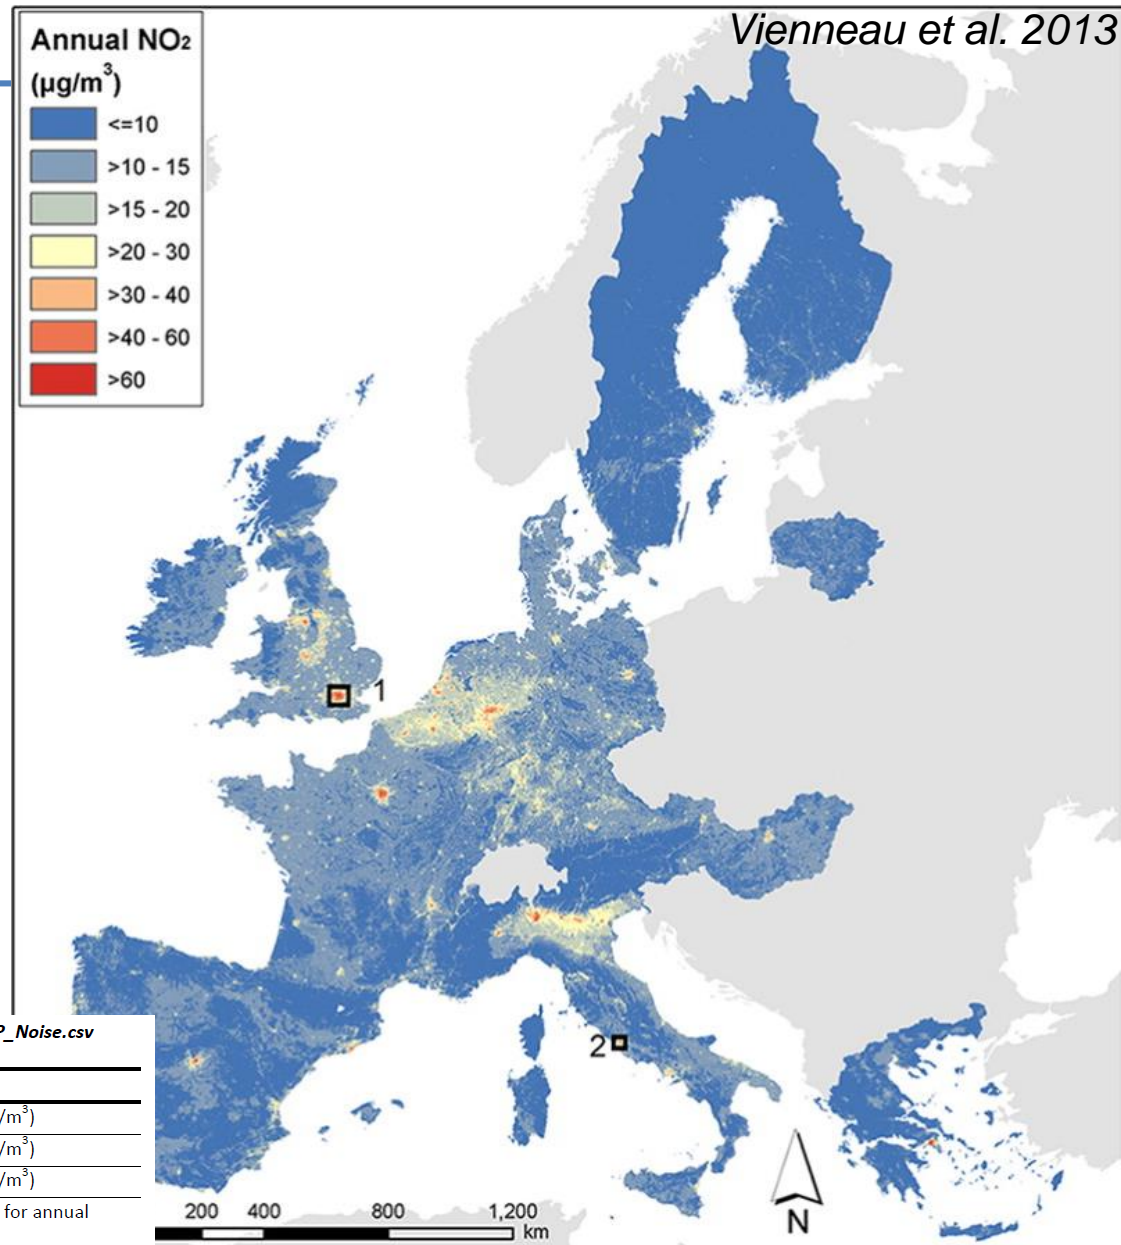 Vienneau et al. 2013
Annual NO2
(µg/m³)
<=10
>10 - 15
>15 - 20
>20 - 30
>30 - 40
>40 - 60
>60
1
2
P_Noise.csv
/m³)
/m³)
/m³)
for annual
200 400 800 1,200
km
N